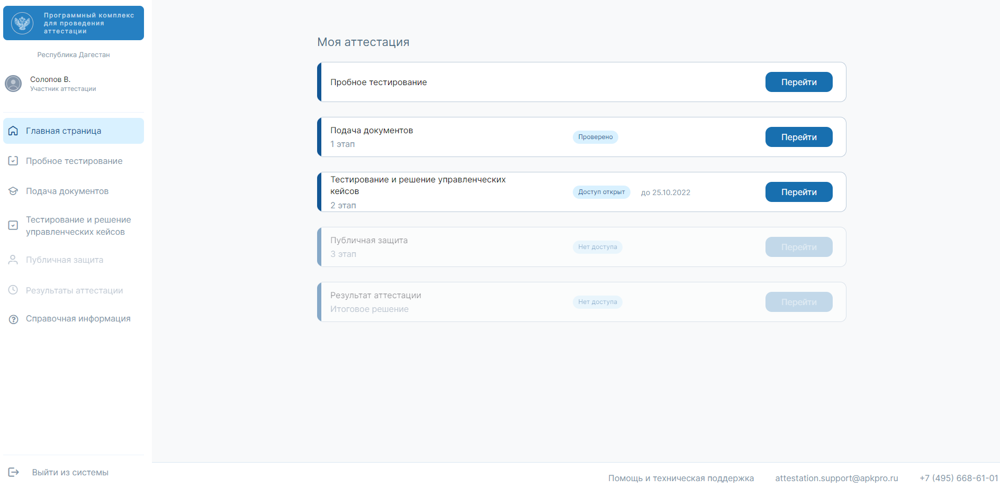 Программный комплекс
для проведения
аттестации
Республика Дагестан
Солопов В.
Участник аттестации
Главная страница
Пробное тестирование
Подача документов
Тестирование и решение
управленческих кейсов
Публичная защита
Результаты аттестации
Справочная информация
Выйти из системы
Моя аттестация
Пробное тестирование
Перейти
Подача документов
1 этап
Проверено
Перейти
Тестирование и решение управленческих
кейсов
2 этап
Доступ открыт
до 25.10.2022
Перейти
Публичная защита
3 этап
Нет доступа
Перейти
Результат аттестации
Итоговое решение
Нет доступа
Перейти
Помощь и техническая поддержка
attestation.support@apkpro.ru
+7 (495) 668-61-01